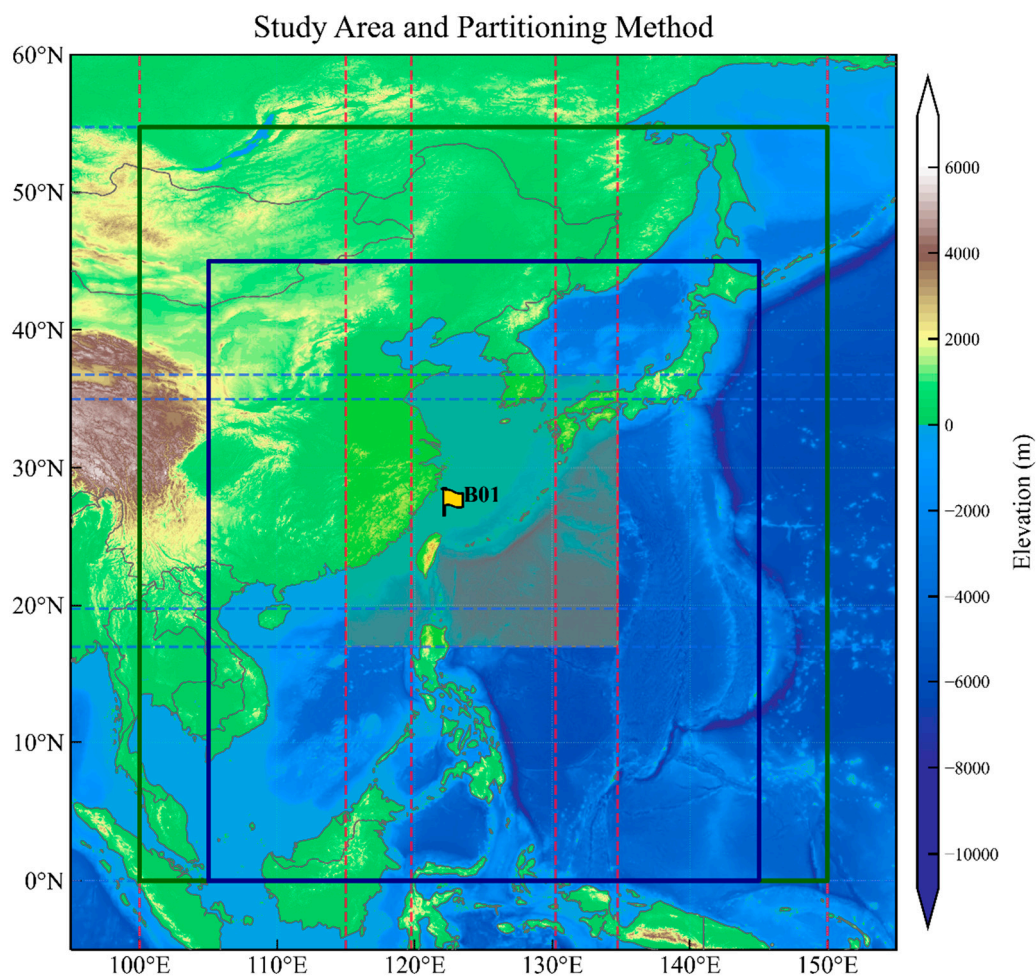 Study Area and Partitioning Method
60°N
50°N
40°N
30°N
20°N
10°N
0°N
100°E
110°E
120°E
130°E
140°E
150°E
B01
6000
4000
2000
0
−2000
−4000
−6000
−8000
−10000
Elevation (m)